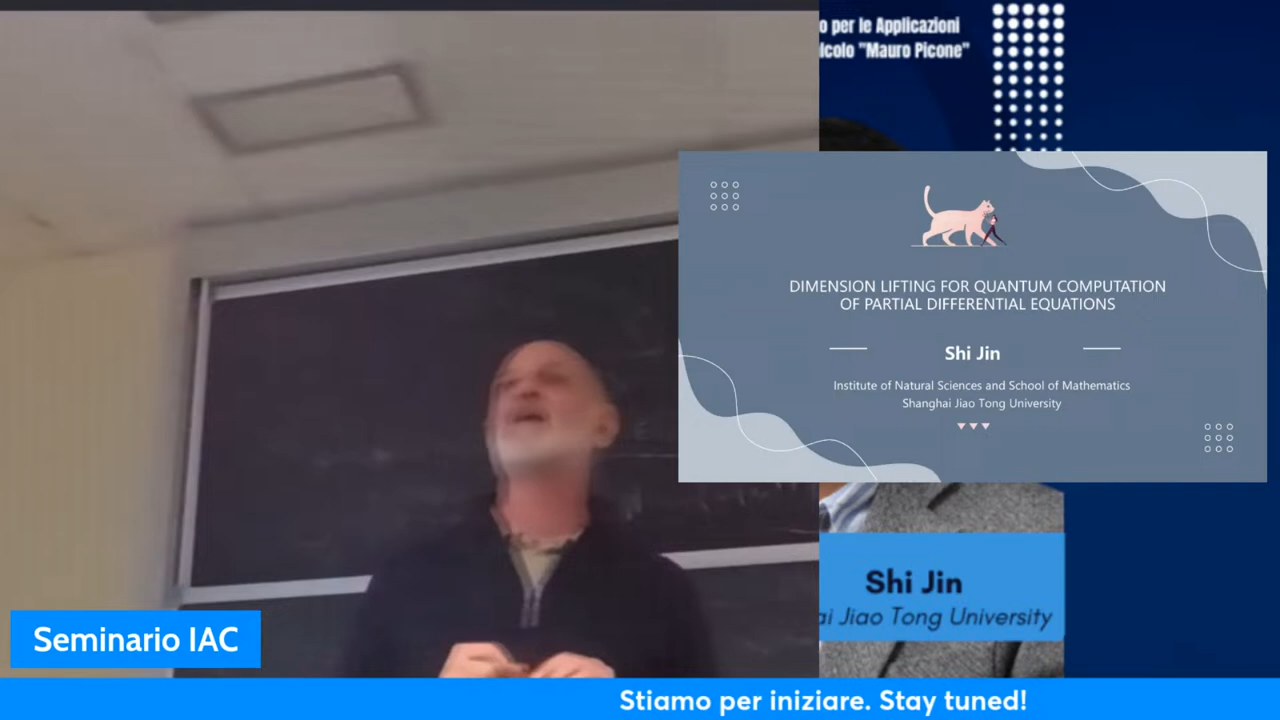 o per le Applicazioni
lcolo "Mauro Picone"
DIMENSION LIFTING FOR QUANTUM COMPUTATION
OF PARTIAL DIFFERENTIAL EQUATIONS
Shi Jin
Institute of Natural Sciences and School of Mathematics
Shanghai Jiao Tong University
Shi Jin
ai Jiao Tong University
Seminario IAC
Stiamo per iniziare. Stay tuned!